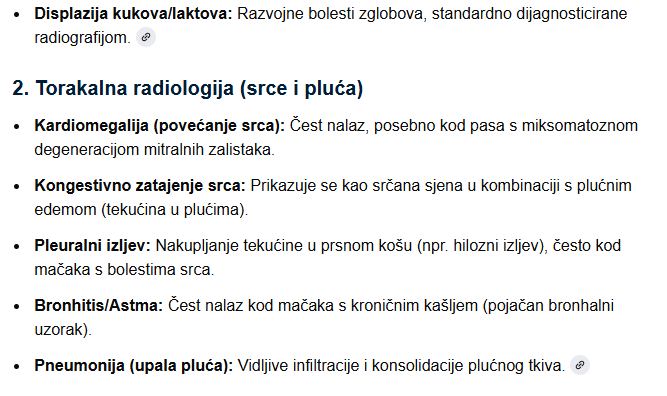 • Displazija kukova/laktova: Razvojne bolesti zglobova, standardno dijagnosticirane
radiografijom.
2. Torakalna radiologija (srce i pluća)
• Kardiomegalija (povećanje srca): Čest nalaz, posebno kod pasa s miksomatoznom
degeneracijom mitralnih zalistaka.
• Kongestivno zatajenje srca: Prikazuje se kao srčana sjena u kombinaciji s plućnim
edemom (tekućina u plućima).
• Pleuralni izljev: Nakupljanje tekućine u prsnom košu (npr. hilozni izljev), često kod
mačaka s bolestima srca.
• Bronhitis/Astma: Čest nalaz kod mačaka s kroničnim kašljem (pojačan bronhalni
uzorak).
• Pneumonija (upala pluća): Vidljive infiltracije i konsolidacije plućnog tkiva.